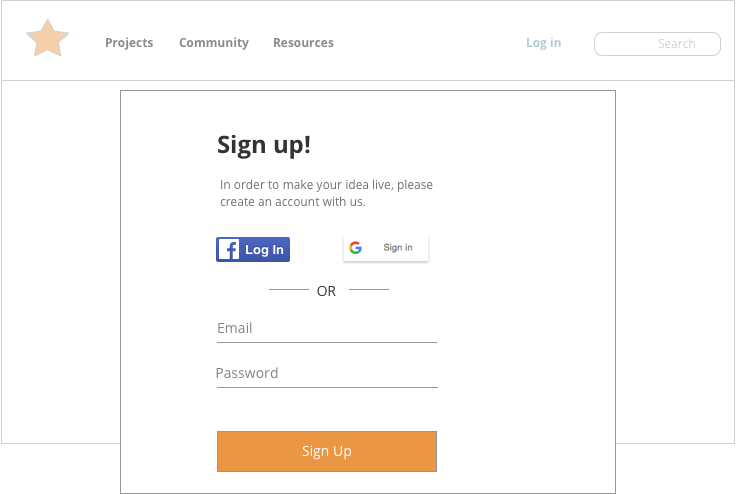 Projects Community Resources Log in Search
Sign up!
In order to make your idea live, please
create an account with us.
f Log In G Sign in
OR
Email
Password
Sign Up